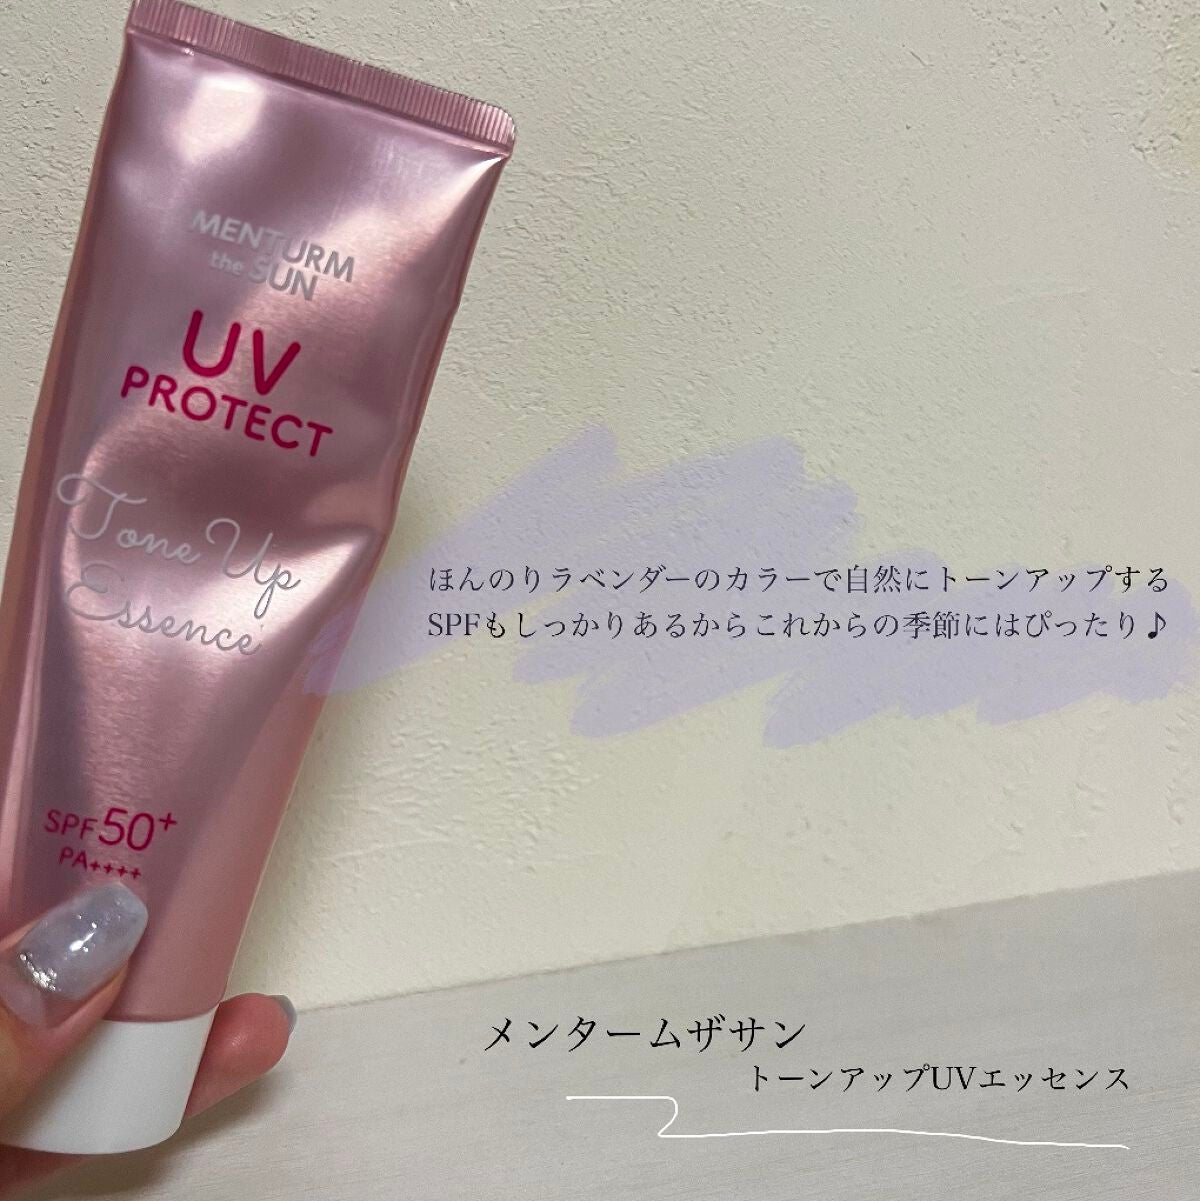 MENTURM
the SUN
UV
PROTECT
Tone Up
Essence
SPF50+
PA++++
ほんのりラベンダーのカラーで自然にトーンアップする
SPFもしっかりあるからこれからの季節にはぴったり♪
メンタームザサン
トーンアップUVエッセンス